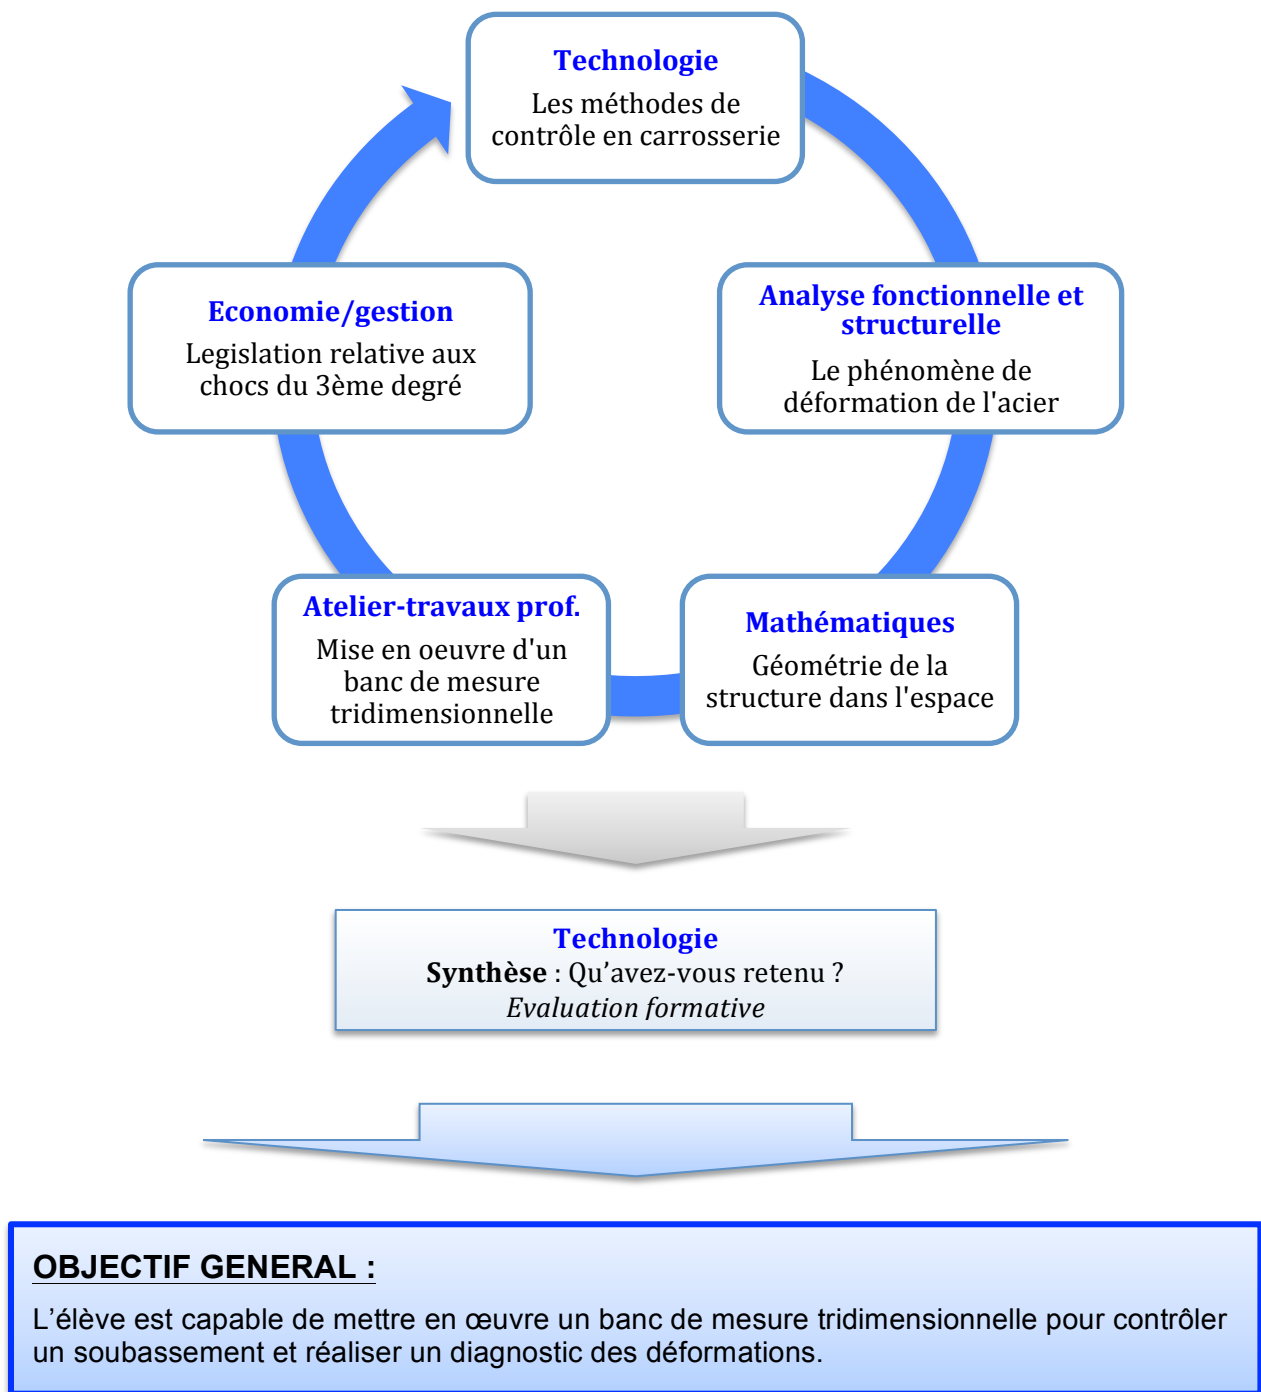 Technologie
Les méthodes de
contrôle en carrosserie
Analyse fonctionnelle et
structurelle
Le phénomène de
déformation de l'acier
Mathématiques
Géométrie de la
structure dans l'espace
Atelier-travaux prof.
Mise en oeuvre d'un
banc de mesure
tridimensionnelle
Economie/gestion
Legislation relative aux
chocs du 3ème degré
Technologie
Synthèse : Qu’avez-vous retenu ?
Evaluation formative
OBJECTIF GENERAL :
L’élève est capable de mettre en œuvre un banc de mesure tridimensionnelle pour contrôler
un soubassement et réaliser un diagnostic des déformations.